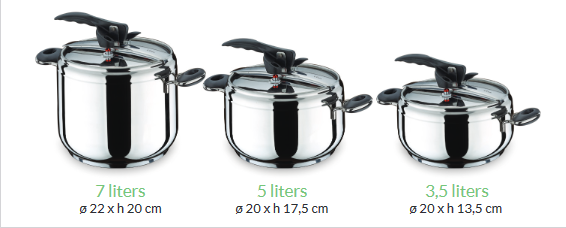 7 liters
ø 22 x h 20 cm
5 liters
ø 20 x h 17,5 cm
3,5 liters
ø 20 x h 13,5 cm